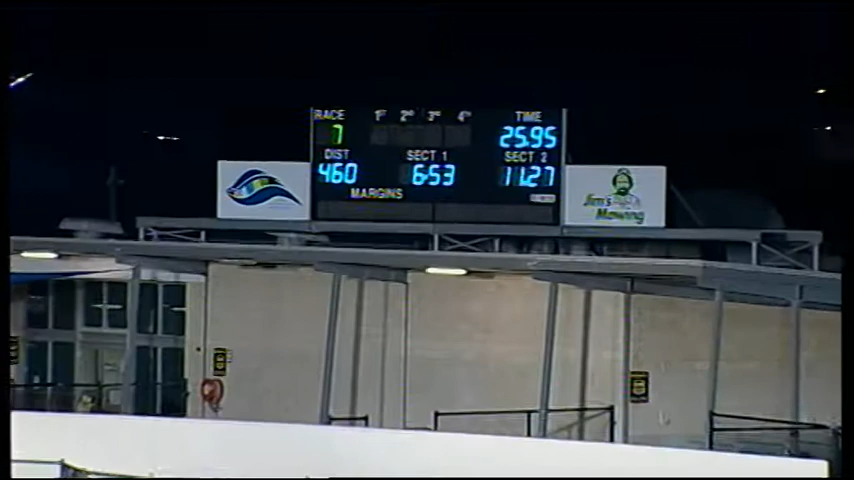 RACE 1st 2nd 3rd 4th TIME
7 25.95
DIST SECT 1 SECT 2
460 6.53 11.27
MARGINS
Jim's
Mowing